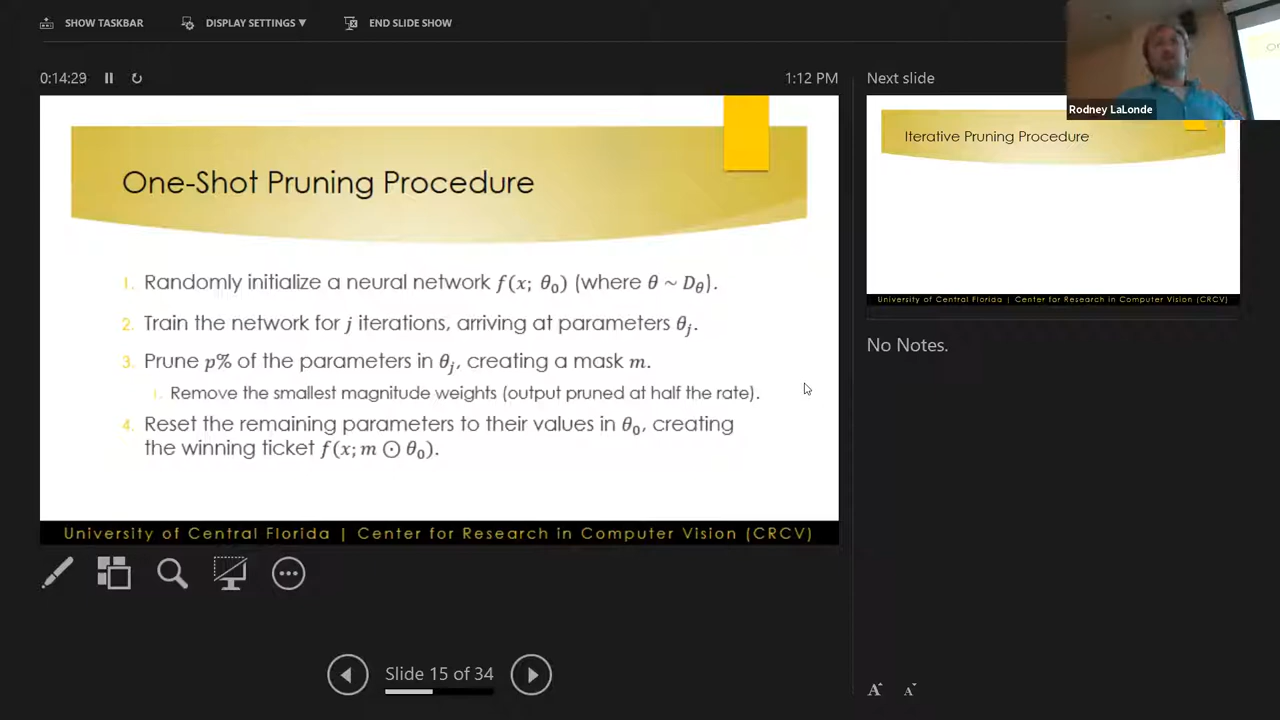 SHOW TASKBAR DISPLAY SETTINGS ▼ END SLIDE SHOW
0:14:29
1:12 PM
Next slide
Rodney LaLonde
One-Shot Pruning Procedure
1. Randomly initialize a neural network f(x; θ₀) (where θ ~ D_θ).
2. Train the network for j iterations, arriving at parameters θⱼ.
3. Prune p% of the parameters in θⱼ, creating a mask m.
1. Remove the smallest magnitude weights (output pruned at half the rate).
4. Reset the remaining parameters to their values in θ₀, creating
the winning ticket f(x; m ⊙ θ₀).
University of Central Florida | Center for Research in Computer Vision (CRCV)
Iterative Pruning Procedure
University of Central Florida | Center for Research in Computer Vision (CRCV)
No Notes.
Slide 15 of 34
A A